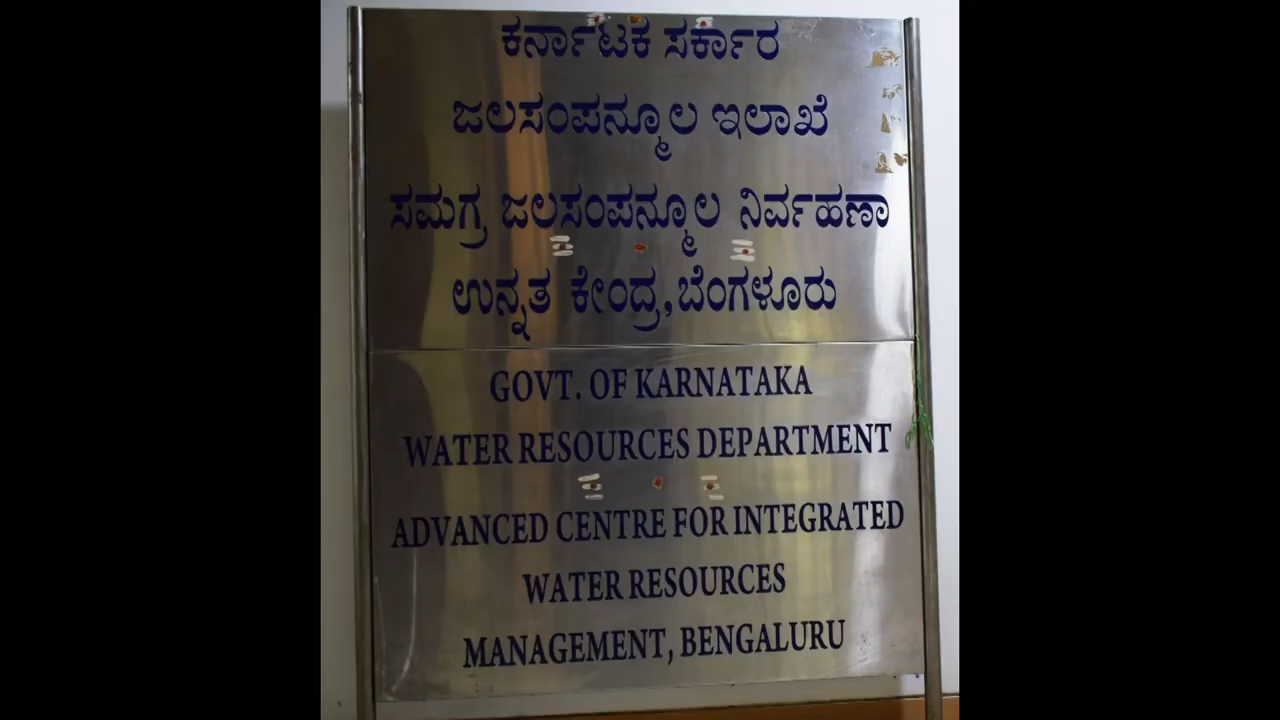 ಕರ್ನಾಟಕ ಸರ್ಕಾರ
ಜಲಸಂಪನ್ಮೂಲ ಇಲಾಖೆ
ಸಮಗ್ರ ಜಲಸಂಪನ್ಮೂಲ ನಿರ್ವಹಣಾ
ಉನ್ನತ ಕೇಂದ್ರ,ಬೆಂಗಳೂರು
GOVT. OF KARNATAKA
WATER RESOURCES DEPARTMENT
ADVANCED CENTRE FOR INTEGRATED
WATER RESOURCES
MANAGEMENT, BENGALURU